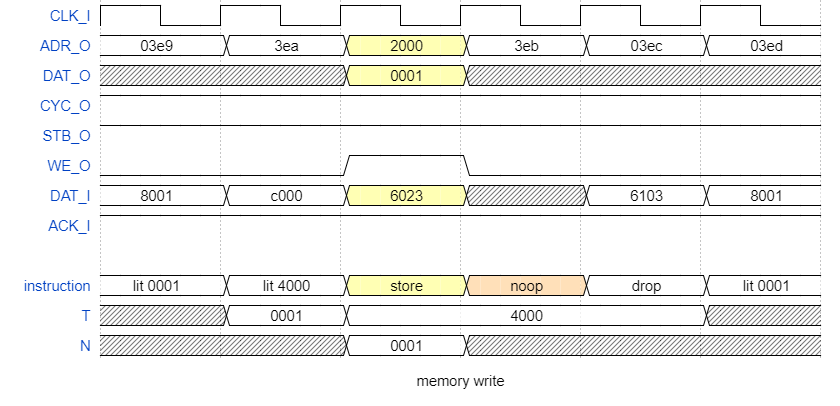 CLK_I
ADR_O 03e9 3ea 2000 3eb 03ec 03ed
DAT_O 0001
CYC_O
STB_O
WE_O
DAT_I 8001 c000 6023 6103 8001
ACK_I
instruction lit 0001 lit 4000 store noop drop lit 0001
T 0001 4000
N 0001
memory write